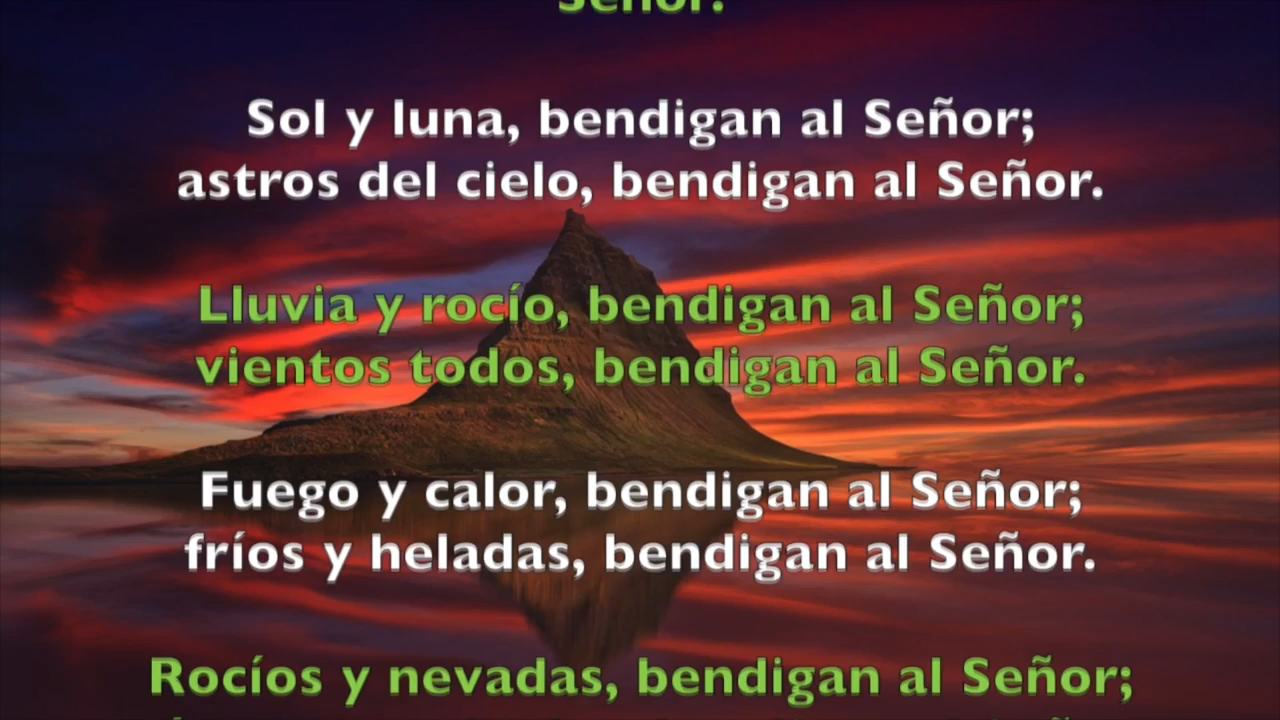 Señor.
Sol y luna, bendigan al Señor;
astros del cielo, bendigan al Señor.
Lluvia y rocío, bendigan al Señor;
vientos todos, bendigan al Señor.
Fuego y calor, bendigan al Señor;
fríos y heladas, bendigan al Señor.
Rocíos y nevadas, bendigan al Señor;